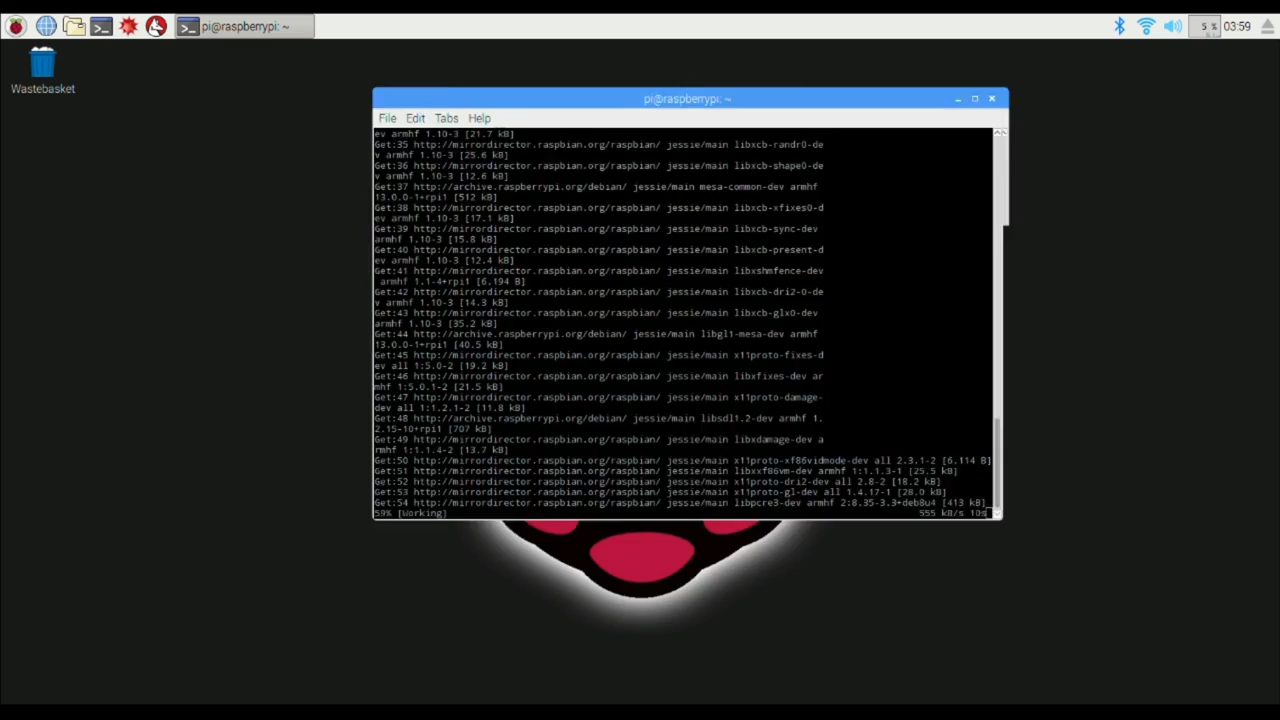 pi@raspberrypi: ~
5 %
03:59
Wastebasket
pi@raspberrypi: ~
File Edit Tabs Help
ev armhf 1.10-3 [21.7 kB]
Get:35 http://mirrordirector.raspbian.org/raspbian/ jessie/main libxcb-randr0-de
v armhf 1.10-3 [25.6 kB]
Get:36 http://mirrordirector.raspbian.org/raspbian/ jessie/main libxcb-shape0-de
v armhf 1.10-3 [12.6 kB]
Get:37 http://archive.raspberrypi.org/debian/ jessie/main mesa-common-dev armhf
13.0.0-1+rpi1 [512 kB]
Get:38 http://mirrordirector.raspbian.org/raspbian/ jessie/main libxcb-xfixes0-d
ev armhf 1.10-3 [17.1 kB]
Get:39 http://mirrordirector.raspbian.org/raspbian/ jessie/main libxcb-sync-dev
armhf 1.10-3 [15.8 kB]
Get:40 http://mirrordirector.raspbian.org/raspbian/ jessie/main libxcb-present-d
ev armhf 1.10-3 [12.4 kB]
Get:41 http://mirrordirector.raspbian.org/raspbian/ jessie/main libxshmfence-dev
armhf 1.1-4+rpi1 [6,194 B]
Get:42 http://mirrordirector.raspbian.org/raspbian/ jessie/main libxcb-dri2-0-de
v armhf 1.10-3 [14.3 kB]
Get:43 http://mirrordirector.raspbian.org/raspbian/ jessie/main libxcb-glx0-dev
armhf 1.10-3 [35.2 kB]
Get:44 http://archive.raspberrypi.org/debian/ jessie/main libgl1-mesa-dev armhf
13.0.0-1+rpi1 [40.5 kB]
Get:45 http://mirrordirector.raspbian.org/raspbian/ jessie/main x11proto-fixes-d
ev all 1:5.0-2 [19.2 kB]
Get:46 http://mirrordirector.raspbian.org/raspbian/ jessie/main libxfixes-dev ar
mhf 1:5.0.1-2 [21.5 kB]
Get:47 http://mirrordirector.raspbian.org/raspbian/ jessie/main x11proto-damage-
dev all 1:1.2.1-2 [11.8 kB]
Get:48 http://archive.raspberrypi.org/debian/ jessie/main libsdl1.2-dev armhf 1.
2.15-10+rpi1 [707 kB]
Get:49 http://mirrordirector.raspbian.org/raspbian/ jessie/main libxdamage-dev a
rmhf 1:1.1.4-2 [13.7 kB]
Get:50 http://mirrordirector.raspbian.org/raspbian/ jessie/main x11proto-xf86vidmode-dev all 2.3.1-2 [6,114 B]
Get:51 http://mirrordirector.raspbian.org/raspbian/ jessie/main libxxf86vm-dev armhf 1:1.1.3-1 [25.5 kB]
Get:52 http://mirrordirector.raspbian.org/raspbian/ jessie/main x11proto-dri2-dev all 2.8-2 [18.2 kB]
Get:53 http://mirrordirector.raspbian.org/raspbian/ jessie/main x11proto-gl-dev all 1.4.17-1 [28.0 kB]
Get:54 http://mirrordirector.raspbian.org/raspbian/ jessie/main libpcre3-dev armhf 2:8.35-3.3+deb8u4 [413 kB]
59% [Working] 555 kB/s 10s